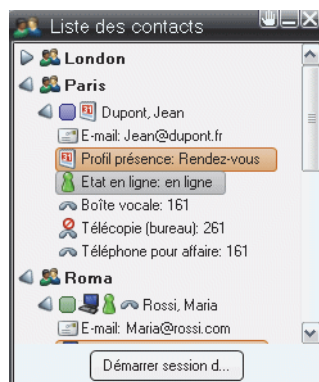 Liste des contacts
London
Paris
Dupont, Jean
E-mail: Jean@dupont.fr
Profil présence: Rendez-vous
Etat en ligne: en ligne
Boîte vocale: 161
Télécopie (bureau): 261
Téléphone pour affaire: 161
Roma
Rossi, Maria
E-mail: Maria@rossi.com
Démarrer session d...